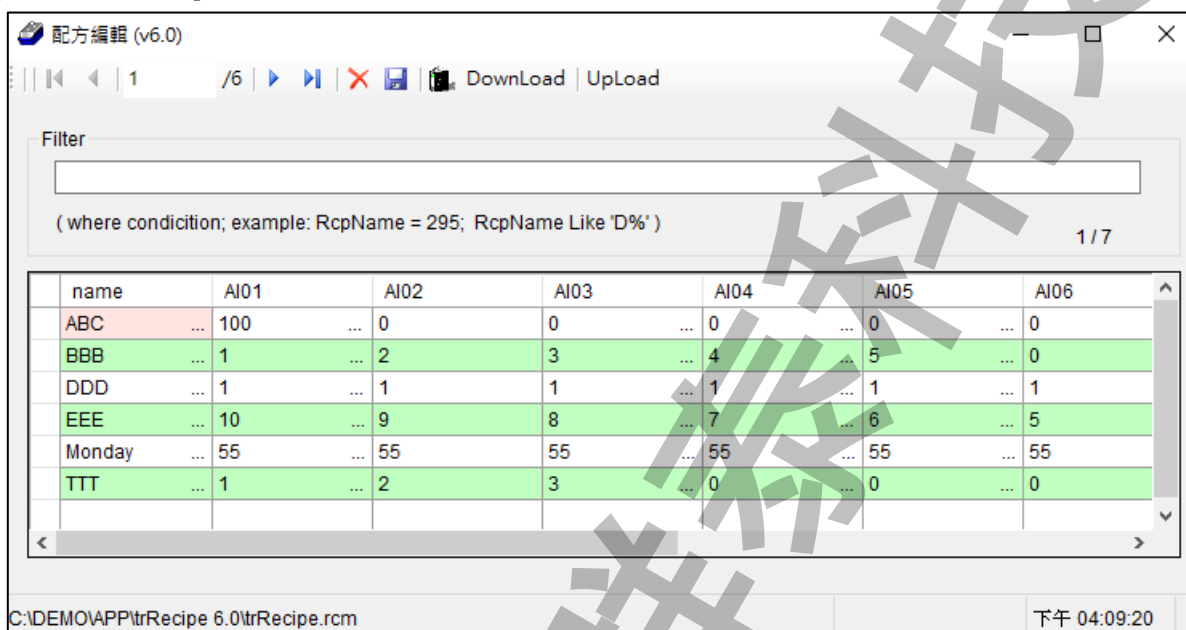 配方編輯 (v6.0)
1 /6 DownLoad UpLoad
Filter
( where condicition; example: RcpName = 295;  RcpName Like 'D%' )
1 / 7
name AI01 AI02 AI03 AI04 AI05 AI06
ABC ... 100 ... 0 0 ... 0 ... 0 ... 0
BBB ... 1 ... 2 3 ... 4 ... 5 ... 0
DDD ... 1 ... 1 1 ... 1 ... 1 ... 1
EEE ... 10 ... 9 8 ... 7 ... 6 ... 5
Monday ... 55 ... 55 55 ... 55 ... 55 ... 55
TTT ... 1 ... 2 3 ... 0 ... 0 ... 0
C:\DEMO\APP\trRecipe 6.0\trRecipe.rcm
下午 04:09:20
泰科技